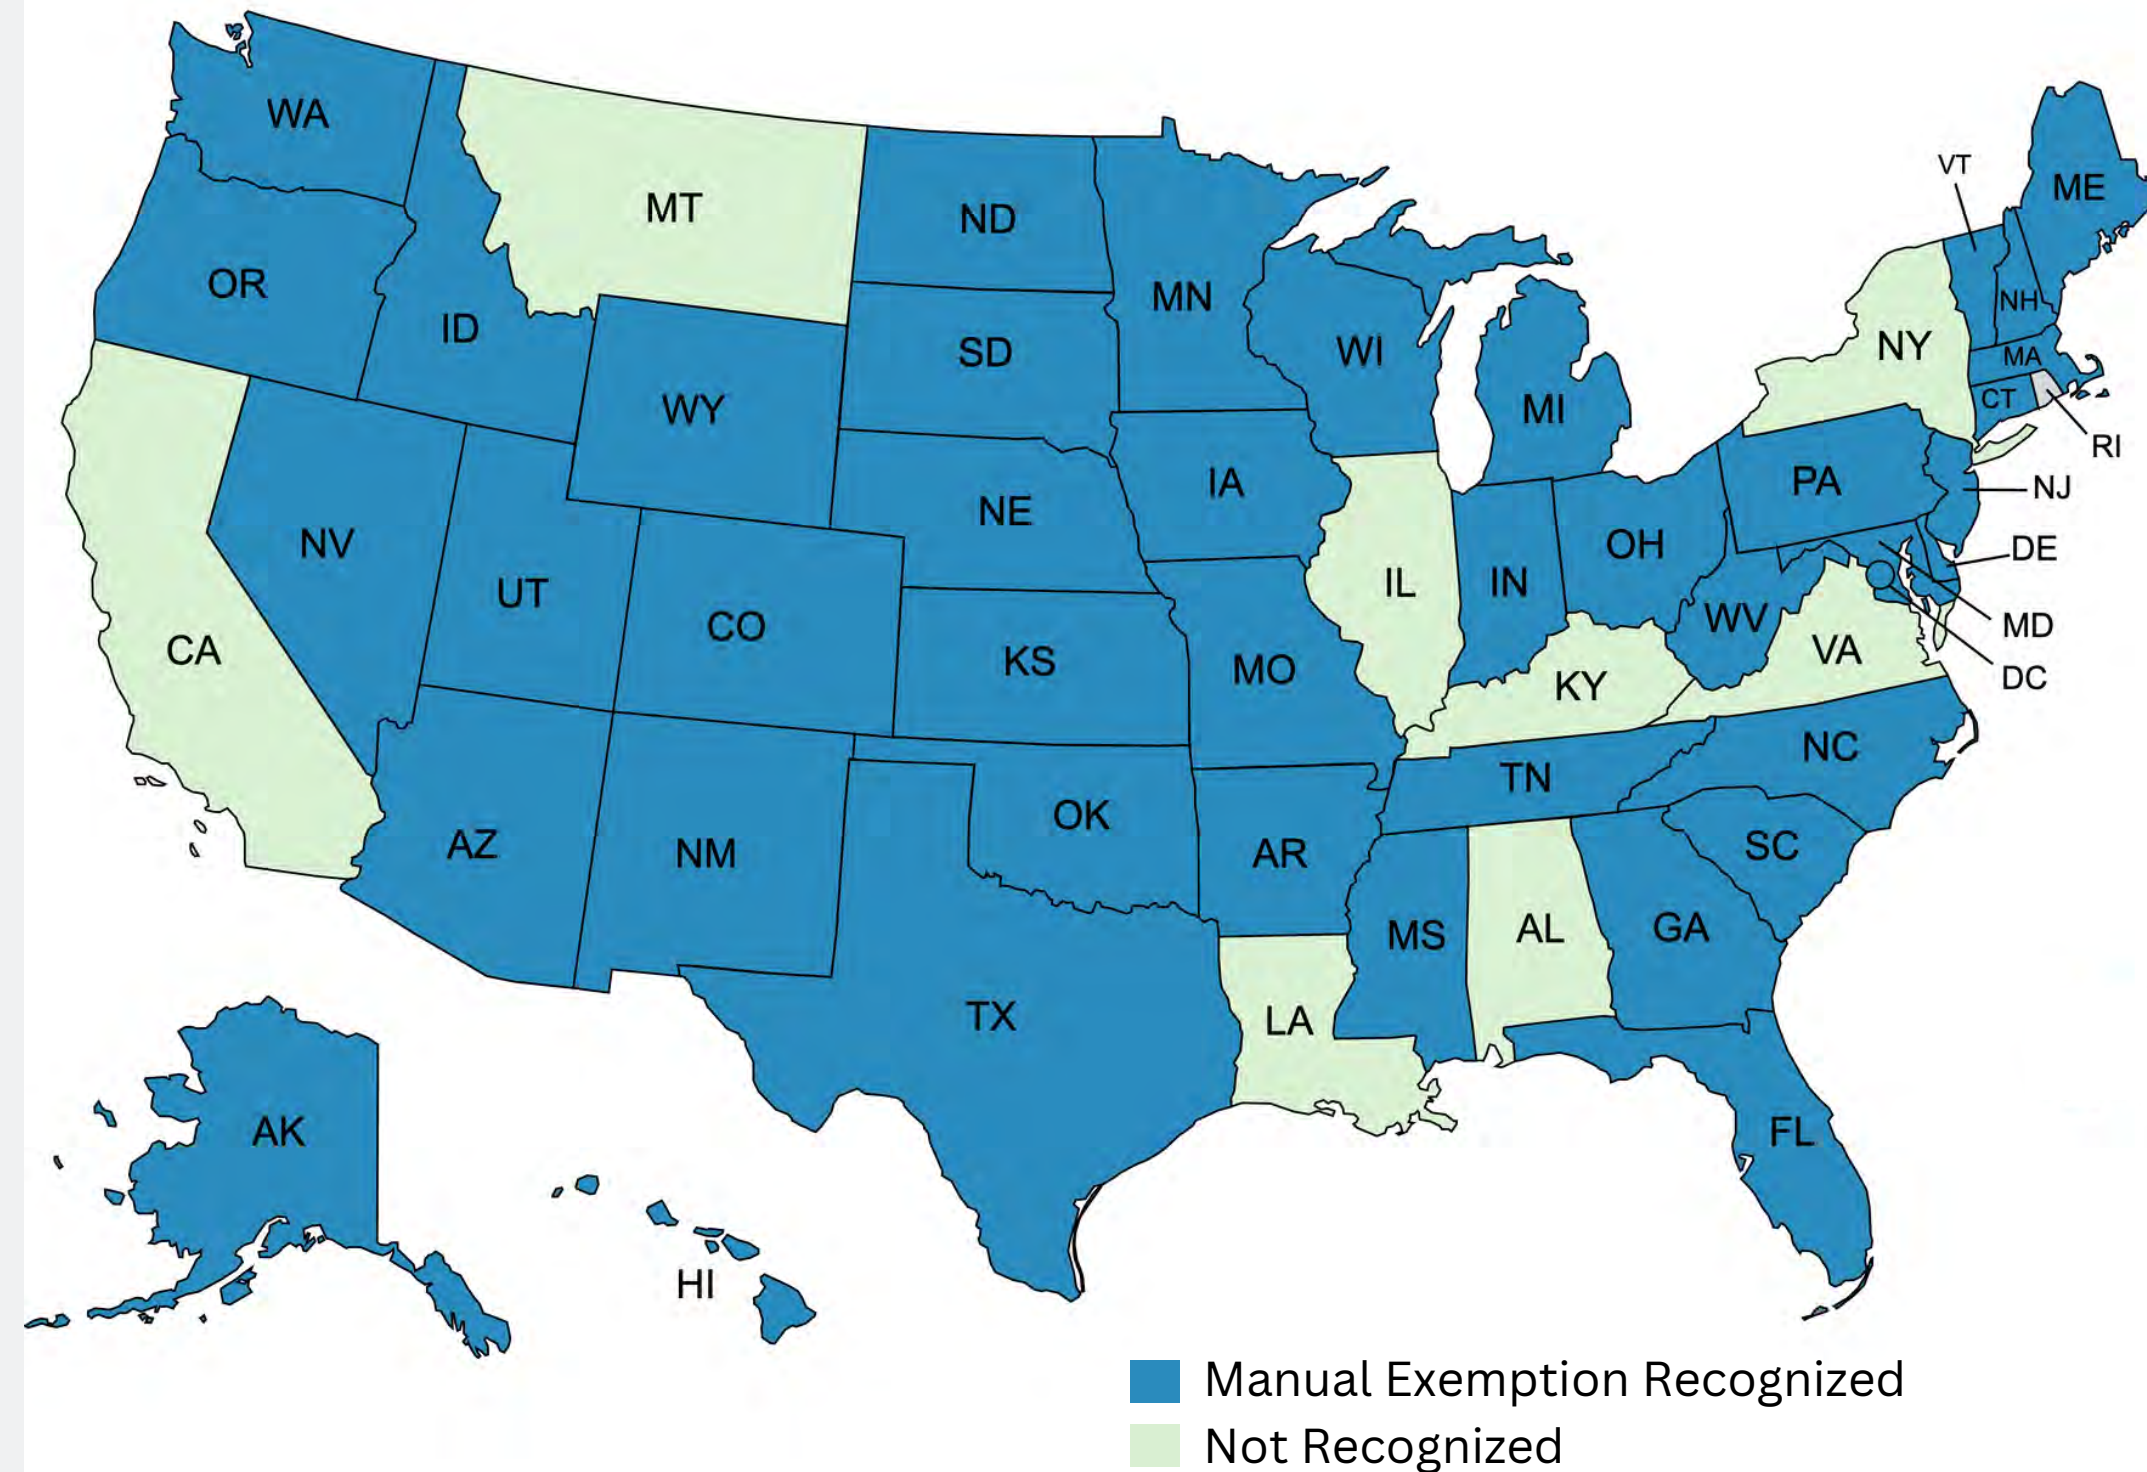 WA
VT
ME
MT
ND
OR
MN
NH
ID
NY
SD
WI
MA
WY
CT
MI
RI
IA
PA
NJ
NE
NV
OH
DE
UT
IL
IN
CO
WV
MD
CA
VA
KS
MO
DC
KY
NC
TN
OK
AZ
NM
AR
SC
MS
AL
GA
TX
LA
AK
FL
HI
Manual Exemption Recognized
Not Recognized